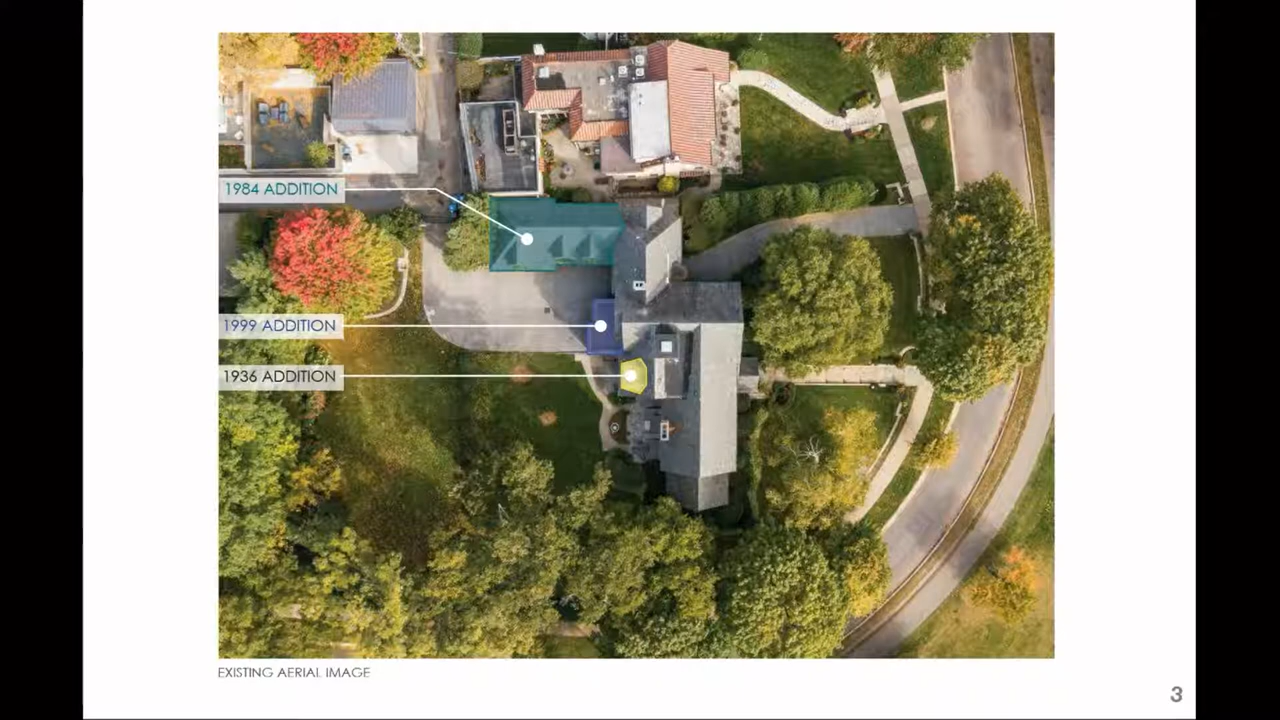 1984 ADDITION
1999 ADDITION
1936 ADDITION
EXISTING AERIAL IMAGE
3